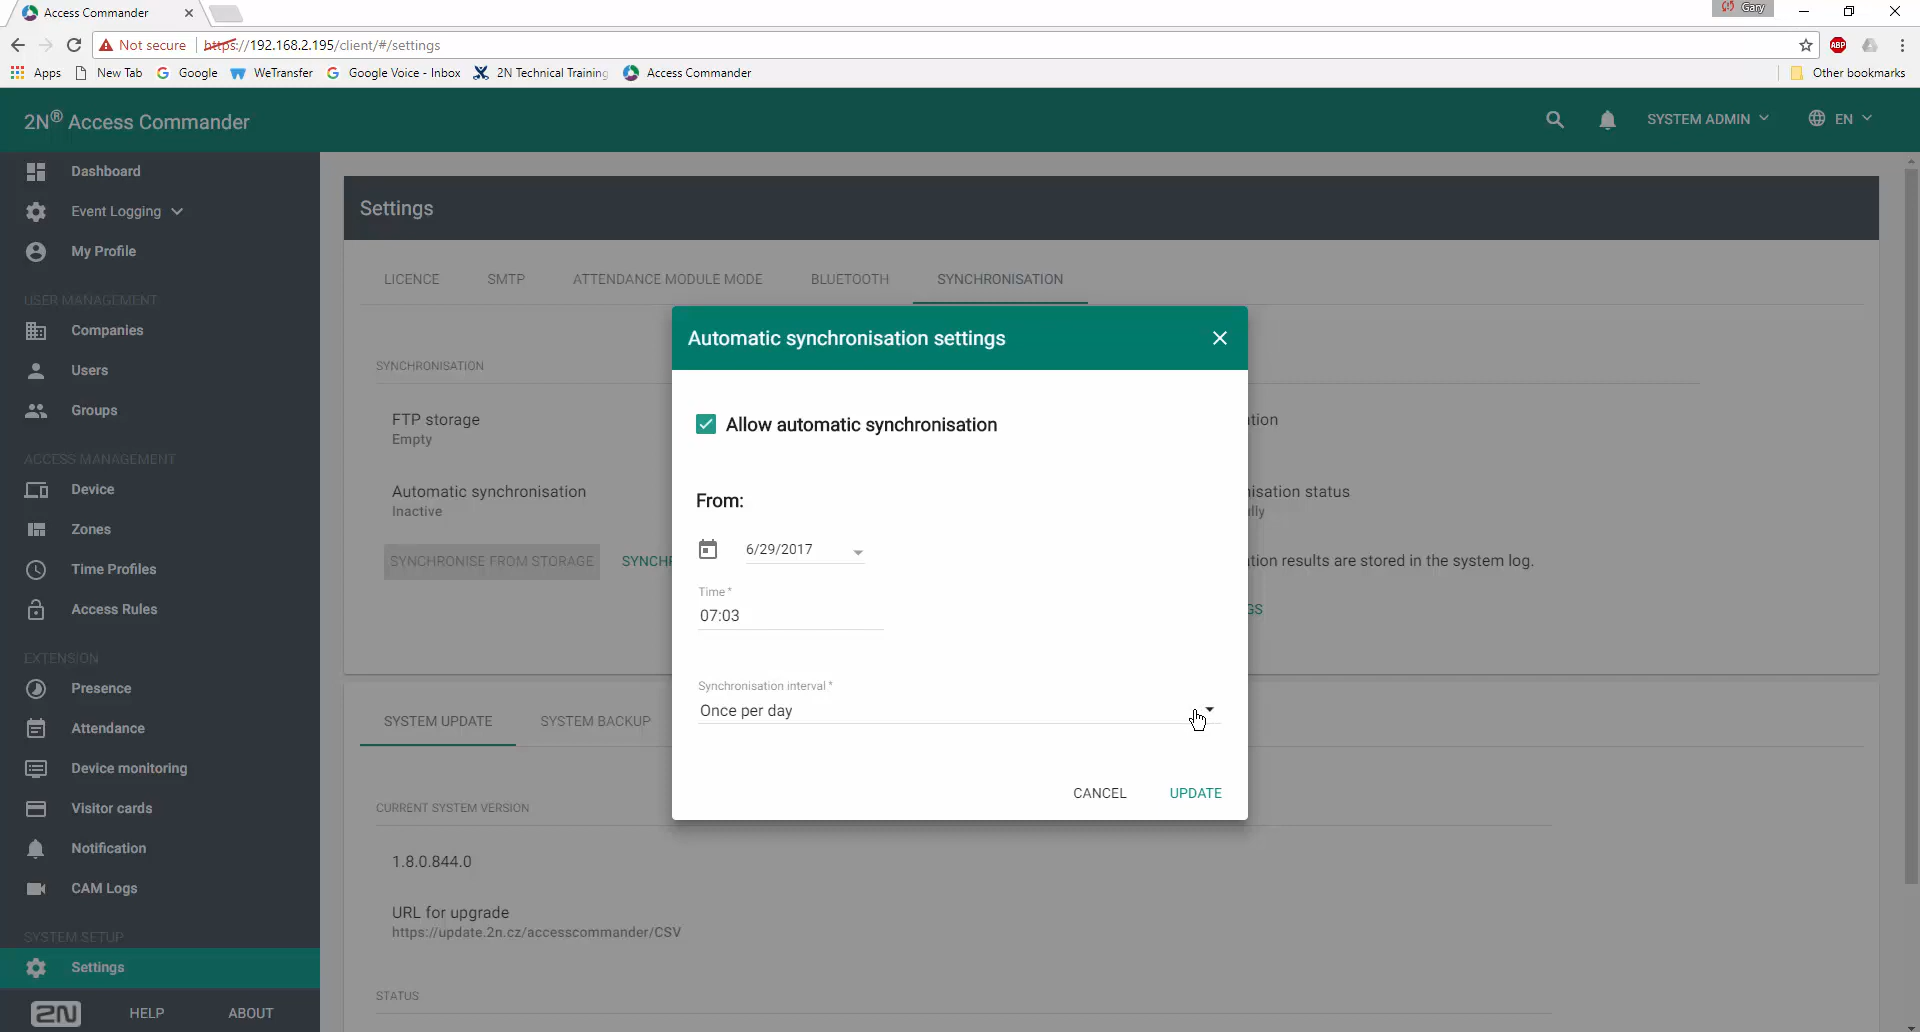 Access Commander
Gary
Not secure https://192.168.2.195/client/#/settings
Apps New Tab Google WeTransfer Google Voice - Inbox 2N Technical Training Access Commander Other bookmarks
2N® Access Commander
SYSTEM ADMIN
EN
Dashboard
Event Logging
My Profile
USER MANAGEMENT
Companies
Users
Groups
ACCESS MANAGEMENT
Device
Zones
Time Profiles
Access Rules
EXTENSION
Presence
Attendance
Device monitoring
Visitor cards
Notification
CAM Logs
SYSTEM SETUP
Settings
2N HELP ABOUT
Settings
LICENCE SMTP ATTENDANCE MODULE MODE BLUETOOTH SYNCHRONISATION
SYNCHRONISATION
FTP storage
Empty
Automatic synchronisation
Inactive
SYNCHRONISE FROM STORAGE SYNCHR
tion
isation status
lly
tion results are stored in the system log.
GS
Automatic synchronisation settings
Allow automatic synchronisation
From:
6/29/2017
Time *
07:03
Synchronisation interval *
Once per day
CANCEL UPDATE
SYSTEM UPDATE SYSTEM BACKUP
CURRENT SYSTEM VERSION
1.8.0.844.0
URL for upgrade
https://update.2n.cz/accesscommander/CSV
STATUS